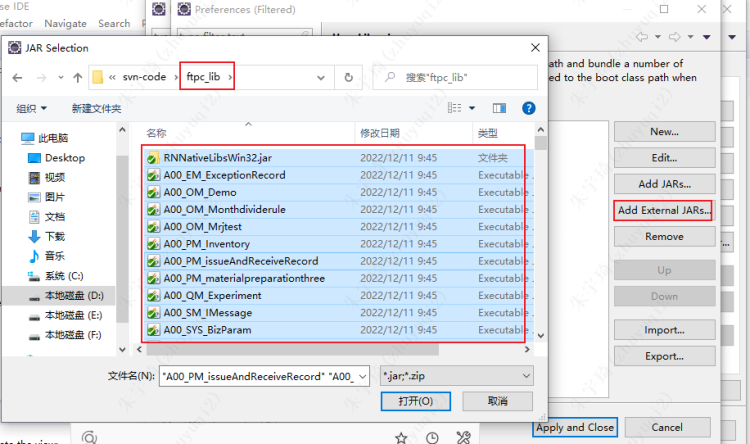 se IDE
efactor Navigate Search
Preferences (Filtered)
type filter text
JAR Selection
svn-code
ftpc_lib
搜索"ftpc_lib"
组织
新建文件夹
此电脑
Desktop
视频
图片
文档
下载
音乐
系统 (C:)
本地磁盘 (D:)
本地磁盘 (E:)
本地磁盘 (F:)
名称 修改日期 类型
RNNativeLibsWin32.jar 2022/12/11 9:45 文件夹
A00_EM_ExceptionRecord 2022/12/11 9:45 Executable
A00_OM_Demo 2022/12/11 9:45 Executable
A00_OM_Monthdividerule 2022/12/11 9:45 Executable
A00_OM_Mrjtest 2022/12/11 9:45 Executable
A00_PM_Inventory 2022/12/11 9:45 Executable
A00_PM_issueAndReceiveRecord 2022/12/11 9:45 Executable
A00_PM_materialpreparationthree 2022/12/11 9:45 Executable
A00_QM_Experiment 2022/12/11 9:45 Executable
A00_SM_IMessage 2022/12/11 9:45 Executable
A00_SYS_BizParam 2022/12/11 9:45 Executable
文件名(N):
"A00_PM_issueAndReceiveRecord" "A00_
*.jar;*.zip
打开(O)
取消
ath and bundle a number of
ed to the boot class path when
New...
Edit...
Add JARs...
Add External JARs...
Remove
Up
Down
Import...
Export...
Apply and Close
Cancel